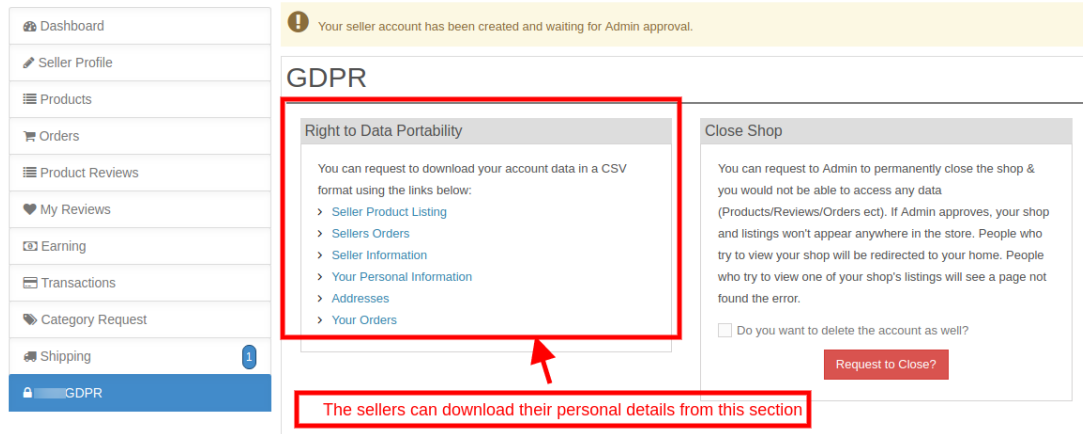 Dashboard
Seller Profile
Products
Orders
Product Reviews
My Reviews
Earning
Transactions
Category Request
Shipping
1
GDPR
Your seller account has been created and waiting for Admin approval.
GDPR
Right to Data Portability
You can request to download your account data in a CSV
format using the links below:
Seller Product Listing
Sellers Orders
Seller Information
Your Personal Information
Addresses
Your Orders
Close Shop
You can request to Admin to permanently close the shop &
you would not be able to access any data
(Products/Reviews/Orders ect). If Admin approves, your shop
and listings won't appear anywhere in the store. People who
try to view your shop will be redirected to your home. People
who try to view one of your shop's listings will see a page not
found the error.
Do you want to delete the account as well?
Request to Close?
The sellers can download their personal details from this section